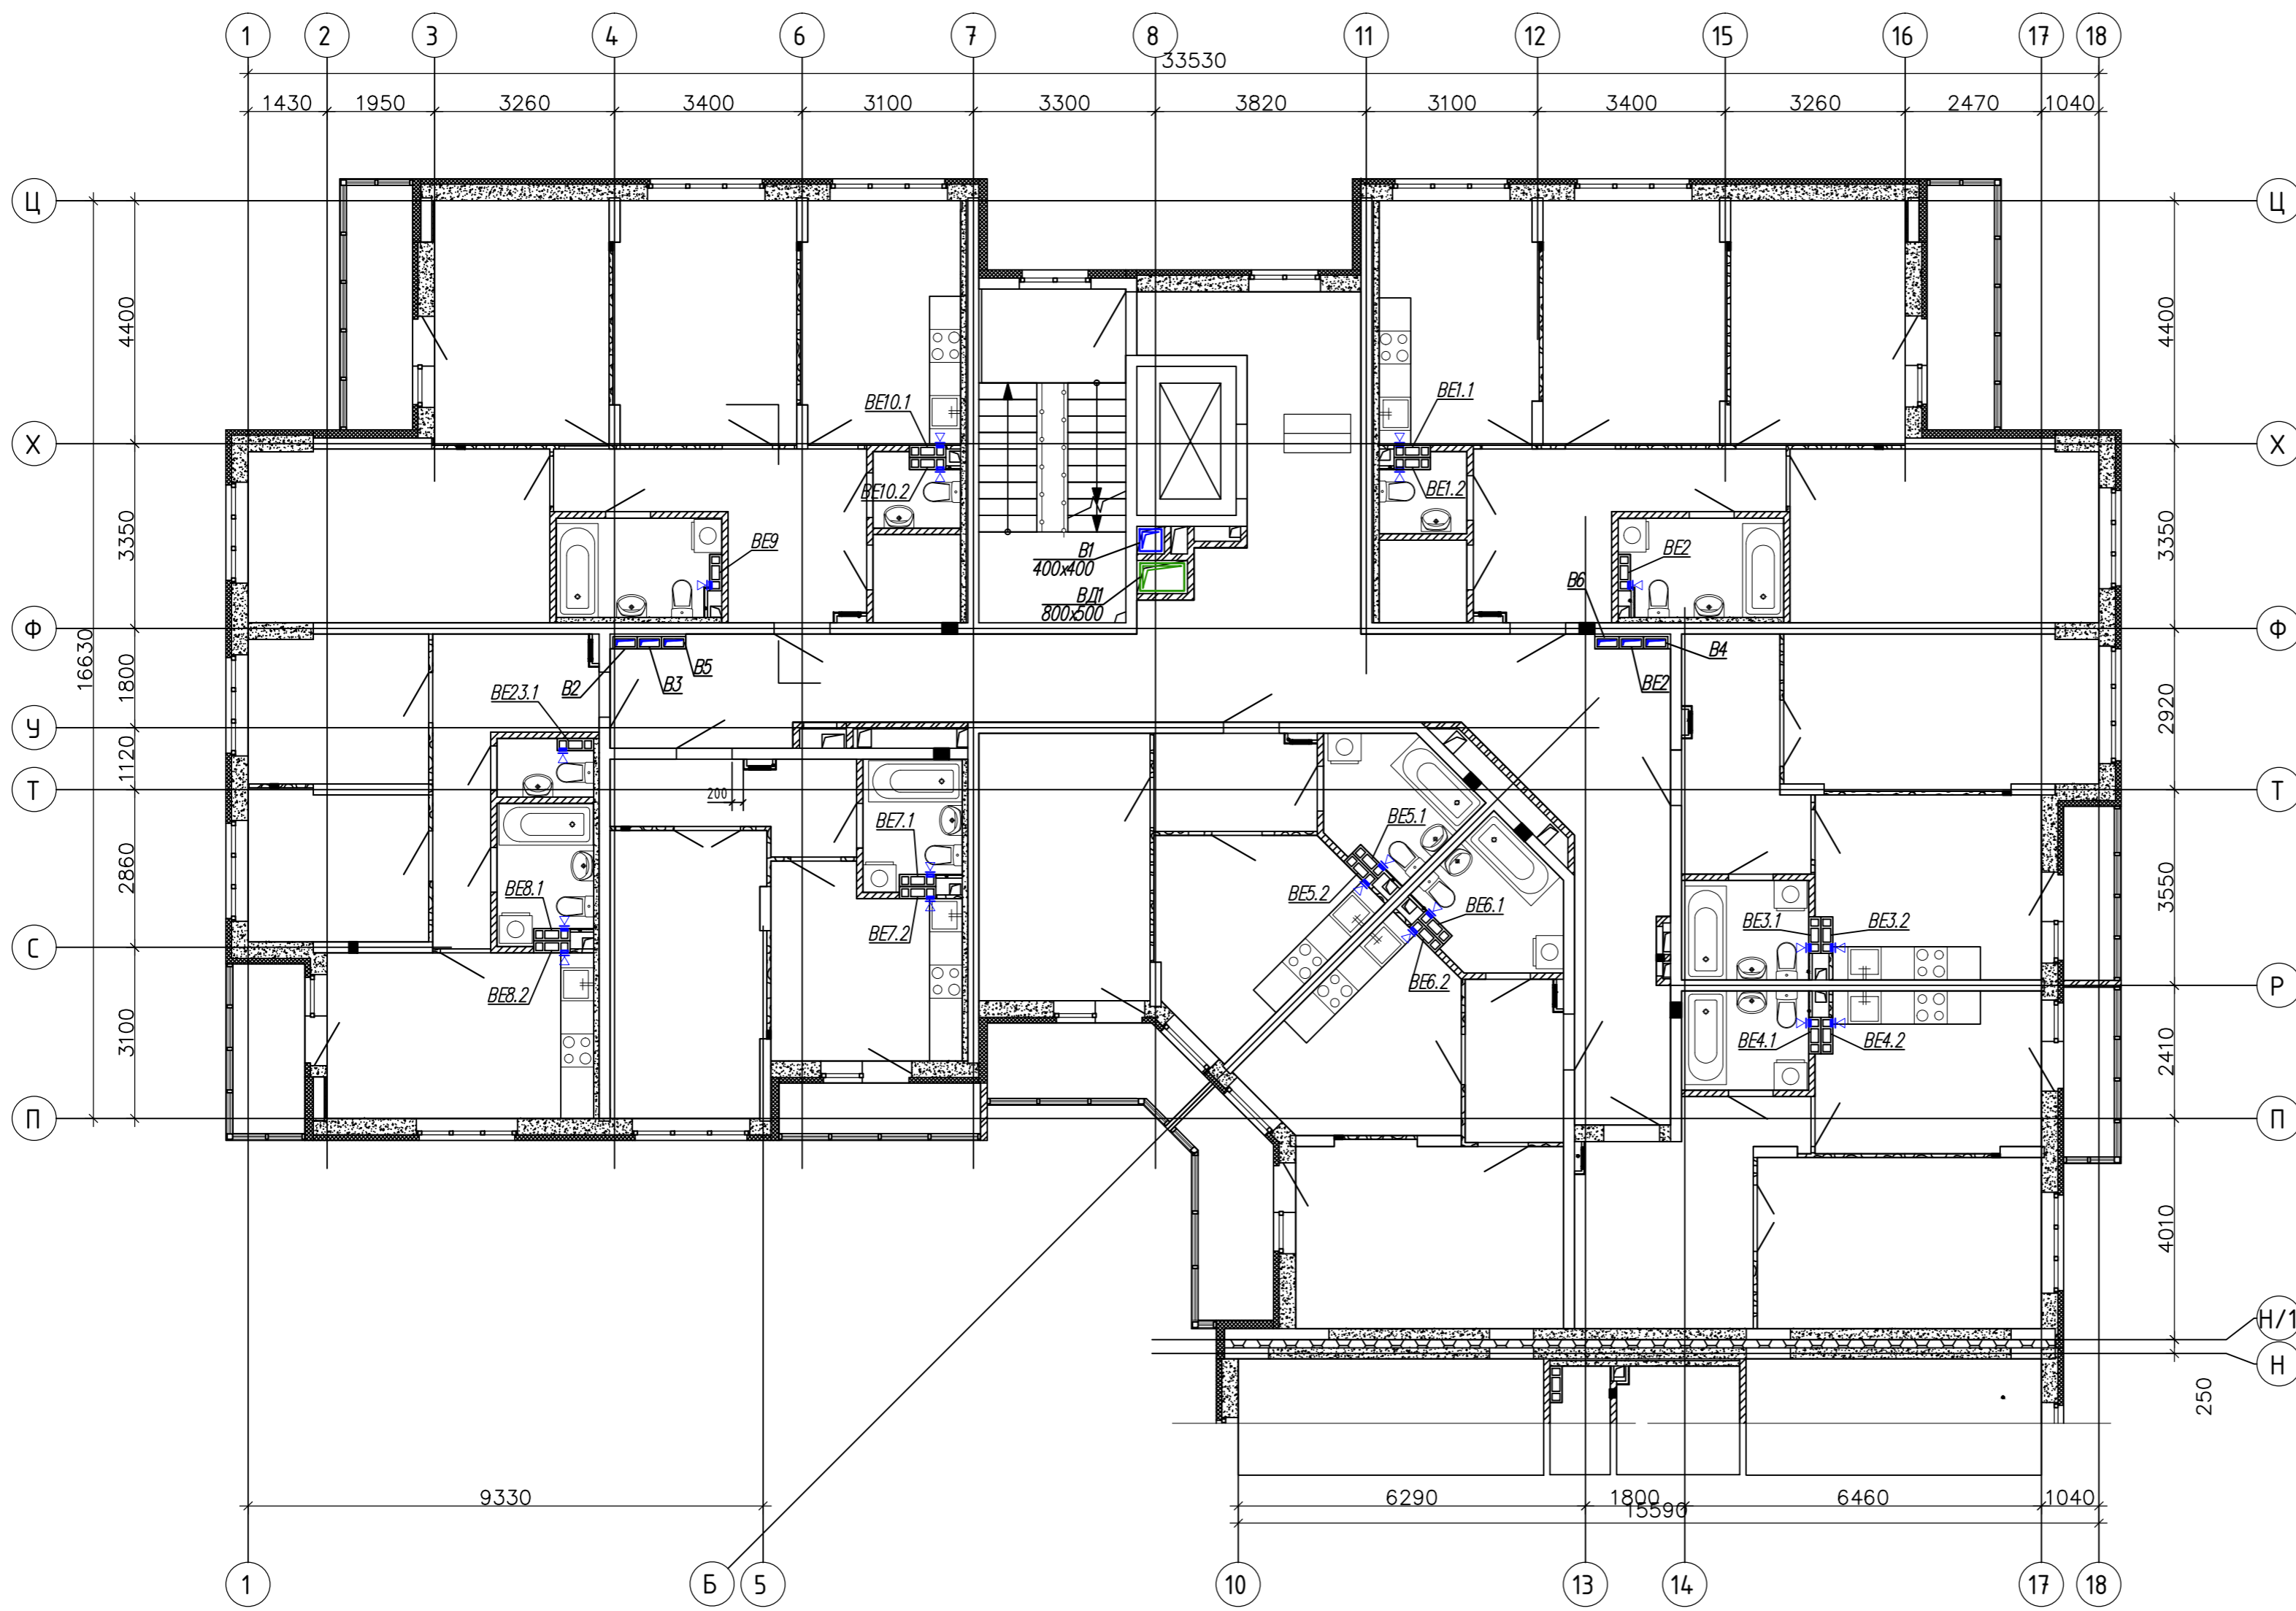 1 2 3 4 6 7 8 11 12 15 16 17 18
33530
1430 1950 3260 3400 3100 3300 3820 3100 3400 3260 2470 1040
Ц Ц
4400 4400
ВЕ10.1 ВЕ1.1
Х Х
ВЕ10.2 ВЕ1.2
3350 3350
ВЕ9 В1 ВЕ2
400х400
В6
ВД1
800х500
Ф Ф
16630
1800 2920
В2 В3 В5 ВЕ2 В4
ВЕ23.1
У
1120
Т Т
200
ВЕ7.1 ВЕ5.1
2860 3550
ВЕ8.1 ВЕ5.2 ВЕ6.1 ВЕ3.1 ВЕ3.2
ВЕ7.2
С
ВЕ8.2 ВЕ6.2
Р
3100 2410
ВЕ4.1 ВЕ4.2
П П
4010
Н/1
Н
250
9330 6290 1800 6460 1040
15590
1 Б 5 10 13 14 17 18